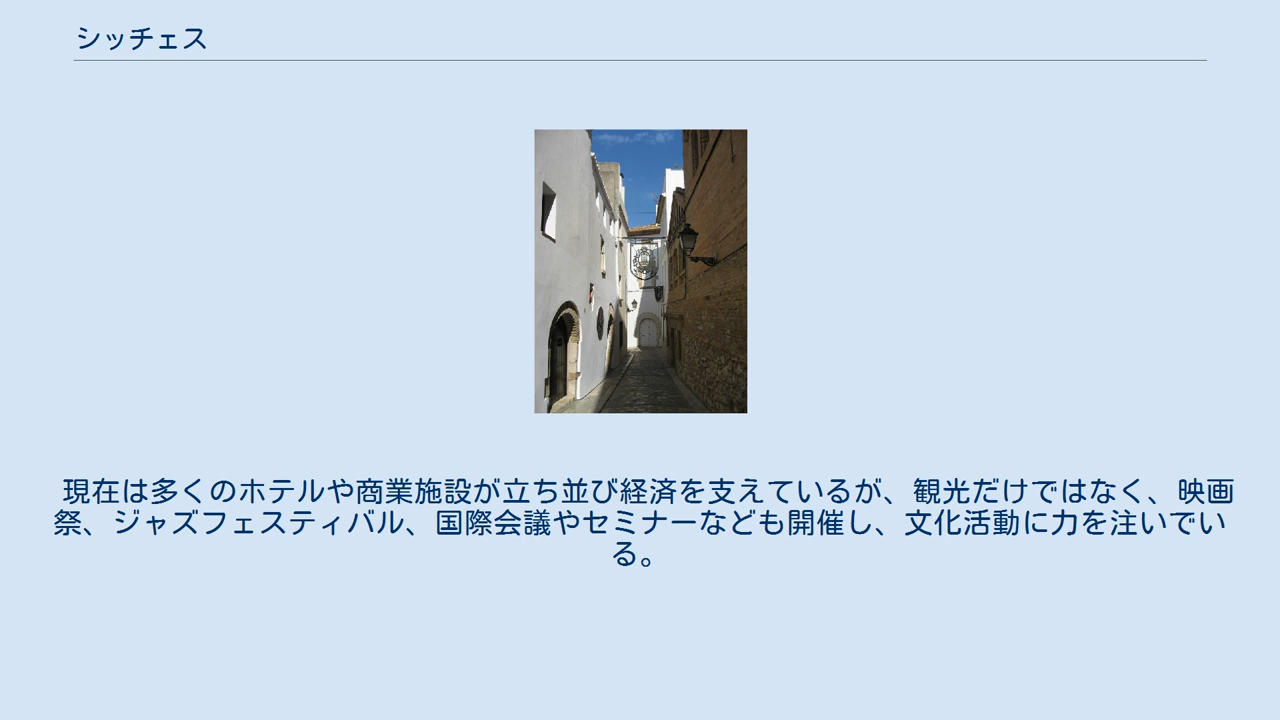 シッチェス
現在は多くのホテルや商業施設が立ち並び経済を支えているが、観光だけではなく、映画
祭、ジャズフェスティバル、国際会議やセミナーなども開催し、文化活動に力を注いでい
る。